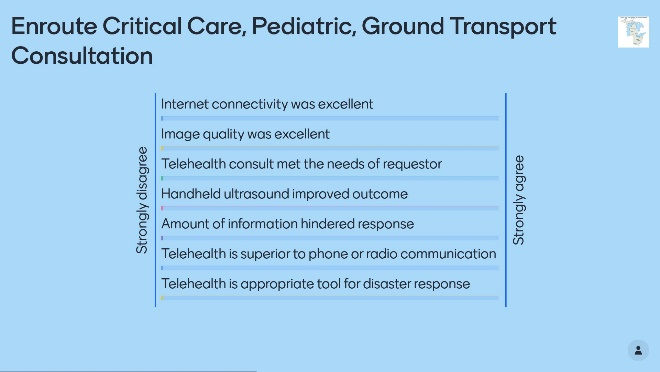 Enroute Critical Care, Pediatric, Ground Transport
Consultation
Internet connectivity was excellent
Image quality was excellent
Telehealth consult met the needs of requestor
Handheld ultrasound improved outcome
Amount of information hindered response
Telehealth is superior to phone or radio communication
Telehealth is appropriate tool for disaster response
Strongly disagree
Strongly agree